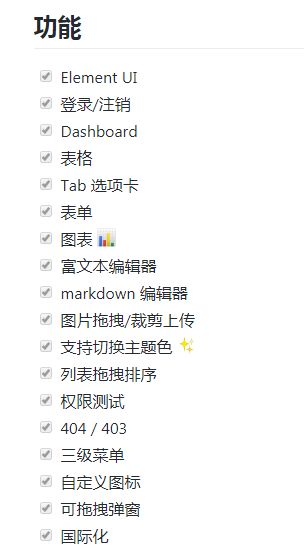 功能
Element UI
登录/注销
Dashboard
表格
Tab 选项卡
表单
图表 📊
富文本编辑器
markdown 编辑器
图片拖拽/裁剪上传
支持切换主题色 ✨
列表拖拽排序
权限测试
404 / 403
三级菜单
自定义图标
可拖拽弹窗
国际化